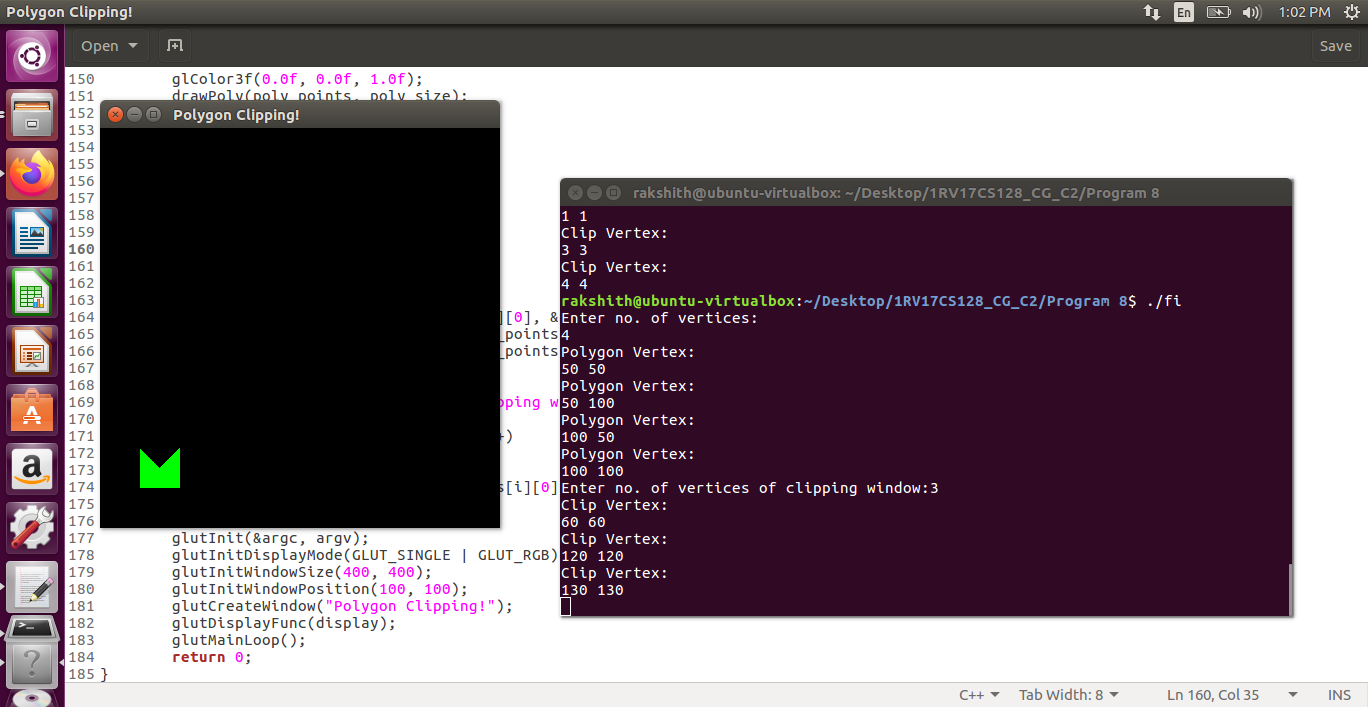 Polygon Clipping!
En
1:02 PM
Open
Save
150 glColor3f(0.0f, 0.0f, 1.0f);
151 drawPoly(poly_points, poly_size);
152
Polygon Clipping!
153
154
155
156
157
158
159
160
161
162
163
164 ][0], &
165 _points
166 _points
167
168
169 pping w
170
171 +)
172
173
174 s[i][0]
175
176
177 glutInit(&argc, argv);
178 glutInitDisplayMode(GLUT_SINGLE | GLUT_RGB)
179 glutInitWindowSize(400, 400);
180 glutInitWindowPosition(100, 100);
181 glutCreateWindow("Polygon Clipping!");
182 glutDisplayFunc(display);
183 glutMainLoop();
184 return 0;
185 }
rakshith@ubuntu-virtualbox: ~/Desktop/1RV17CS128_CG_C2/Program 8
1 1
Clip Vertex:
3 3
Clip Vertex:
4 4
rakshith@ubuntu-virtualbox:~/Desktop/1RV17CS128_CG_C2/Program 8$ ./fi
Enter no. of vertices:
4
Polygon Vertex:
50 50
Polygon Vertex:
50 100
Polygon Vertex:
100 50
Polygon Vertex:
100 100
Enter no. of vertices of clipping window:3
Clip Vertex:
60 60
Clip Vertex:
120 120
Clip Vertex:
130 130
C++ Tab Width: 8 Ln 160, Col 35 INS